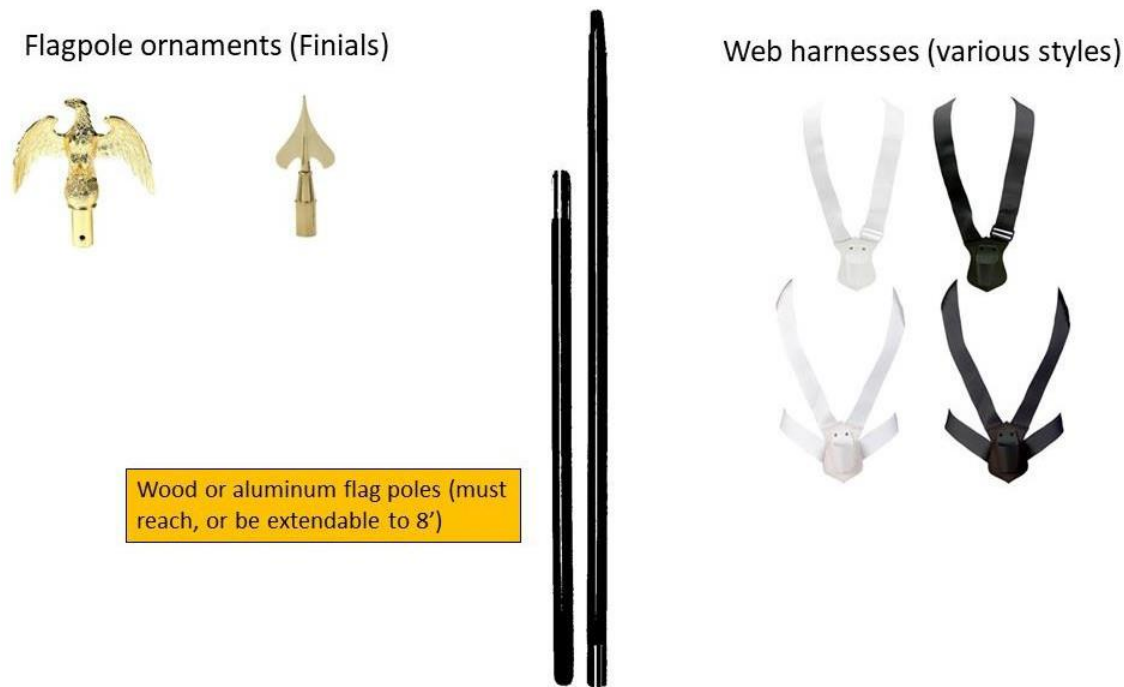 Flagpole ornaments (Finials)
Web harnesses (various styles)
Wood or aluminum flag poles (must
reach, or be extendable to 8’)